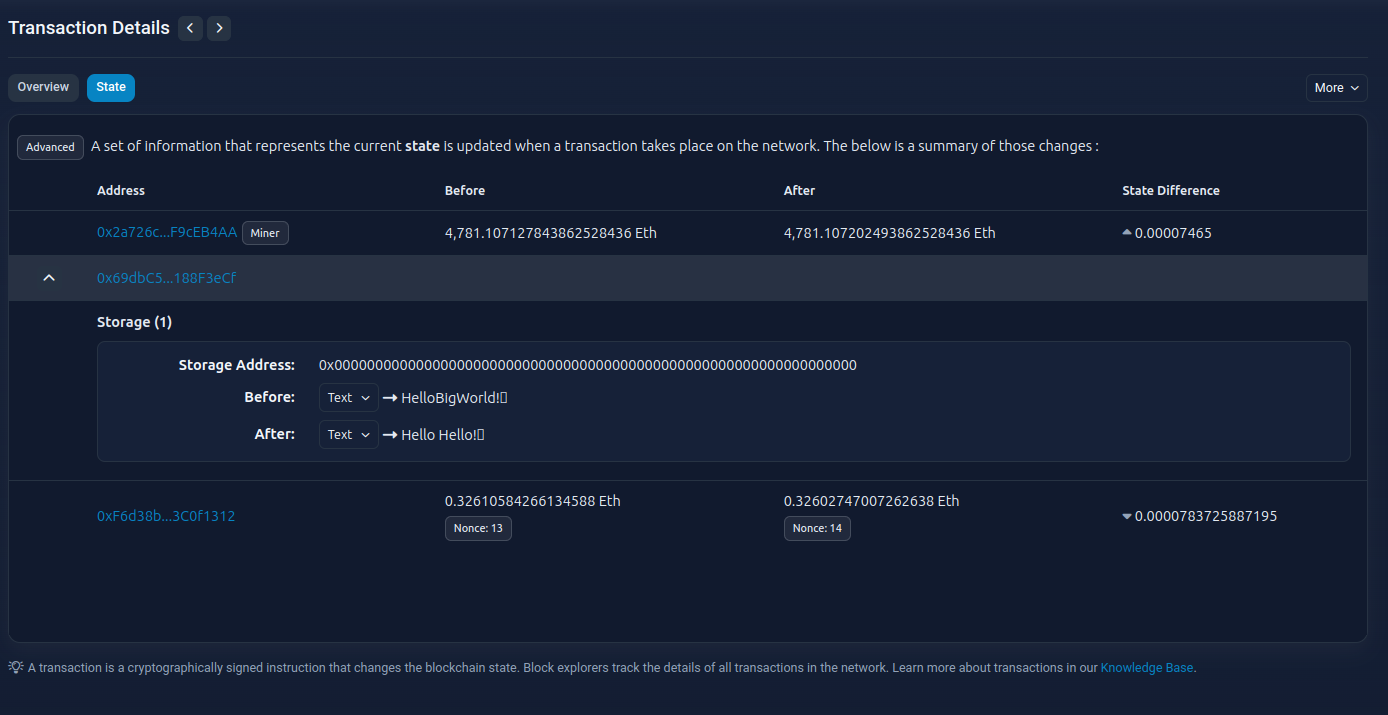 Transaction Details
Overview State More
Advanced A set of information that represents the current state is updated when a transaction takes place on the network. The below is a summary of those changes :
Address Before After State Difference
0x2a726c...F9cEB4AA Miner 4,781.107127843862528436 Eth 4,781.107202493862528436 Eth 0.00007465
0x69dbC5...188F3eCf
Storage (1)
Storage Address: 0x0000000000000000000000000000000000000000000000000000000000000000
Before: Text → HelloBigWorld!▯
After: Text → Hello Hello!▯
0xF6d38b...3C0f1312 0.32610584266134588 Eth 0.32602747007262638 Eth 0.0000783725887195
Nonce: 13 Nonce: 14
A transaction is a cryptographically signed instruction that changes the blockchain state. Block explorers track the details of all transactions in the network. Learn more about transactions in our Knowledge Base.